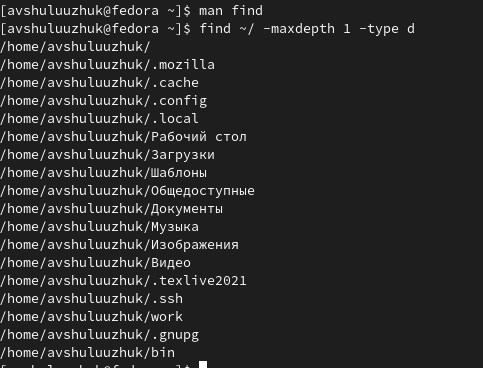 [avshuluuzhuk@fedora ~]$ man find
[avshuluuzhuk@fedora ~]$ find ~/ -maxdepth 1 -type d
/home/avshuluuzhuk/
/home/avshuluuzhuk/.mozilla
/home/avshuluuzhuk/.cache
/home/avshuluuzhuk/.config
/home/avshuluuzhuk/.local
/home/avshuluuzhuk/Рабочий стол
/home/avshuluuzhuk/Загрузки
/home/avshuluuzhuk/Шаблоны
/home/avshuluuzhuk/Общедоступные
/home/avshuluuzhuk/Документы
/home/avshuluuzhuk/Музыка
/home/avshuluuzhuk/Изображения
/home/avshuluuzhuk/Видео
/home/avshuluuzhuk/.texlive2021
/home/avshuluuzhuk/.ssh
/home/avshuluuzhuk/work
/home/avshuluuzhuk/.gnupg
/home/avshuluuzhuk/bin
[avshuluuzhuk@fedora ~]$